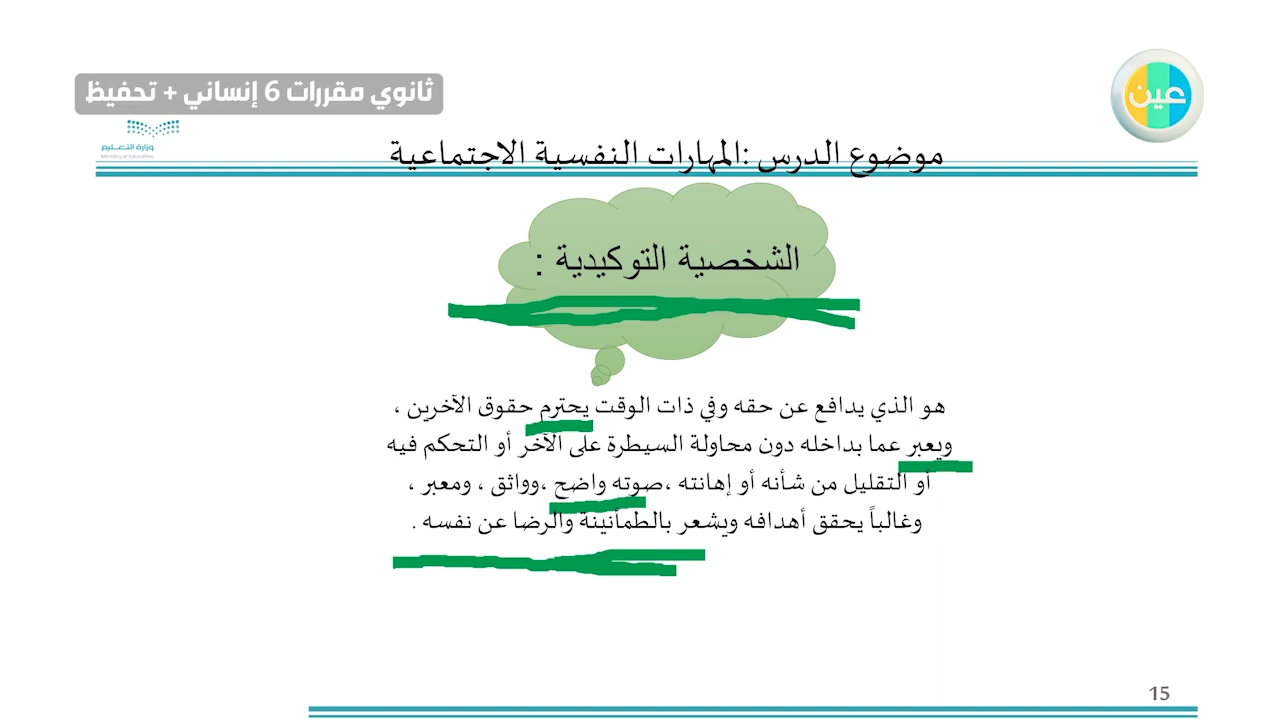 ثانوي مقررات 6 إنساني + تحفيظ
عين
وزارة التعليم
Ministry of Education
موضوع الدرس :المهارات النفسية الاجتماعية
الشخصية التوكيدية :
هو الذي يدافع عن حقه وفي ذات الوقت يحترم حقوق الآخرين ،
ويعبر عما بداخله دون محاولة السيطرة على الآخر أو التحكم فيه
أو التقليل من شأنه أو إهانته ،صوته واضح ،وواثق ، ومعبر ،
وغالباً يحقق أهدافه ويشعر بالطمأنينة والرضا عن نفسه .
15